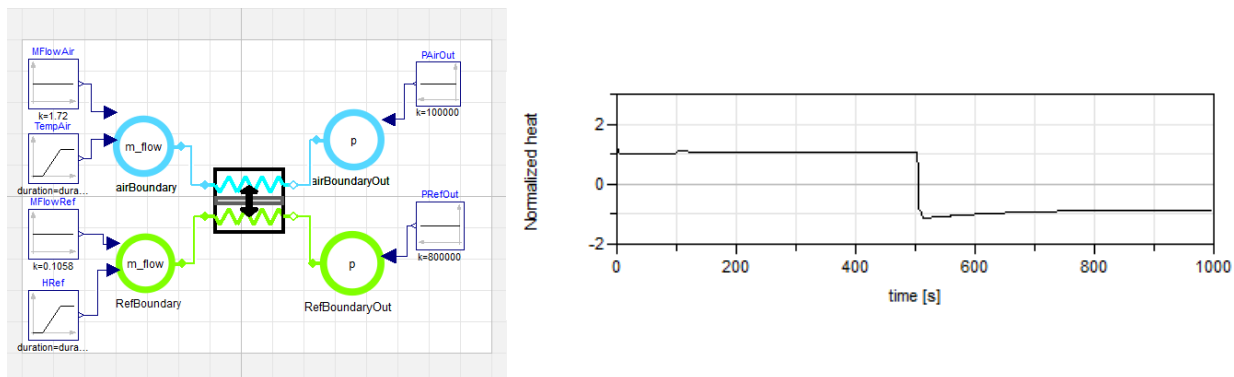 MFlowAir
k=1.72
TempAir
duration=dura...
m_flow
airBoundary
PAirOut
k=100000
p
airBoundaryOut
MFlowRef
k=0.1058
HRef
duration=dura...
m_flow
RefBoundary
PRefOut
k=800000
p
RefBoundaryOut
Normalized heat
2
0
-2
0 200 400 600 800 1000
time [s]